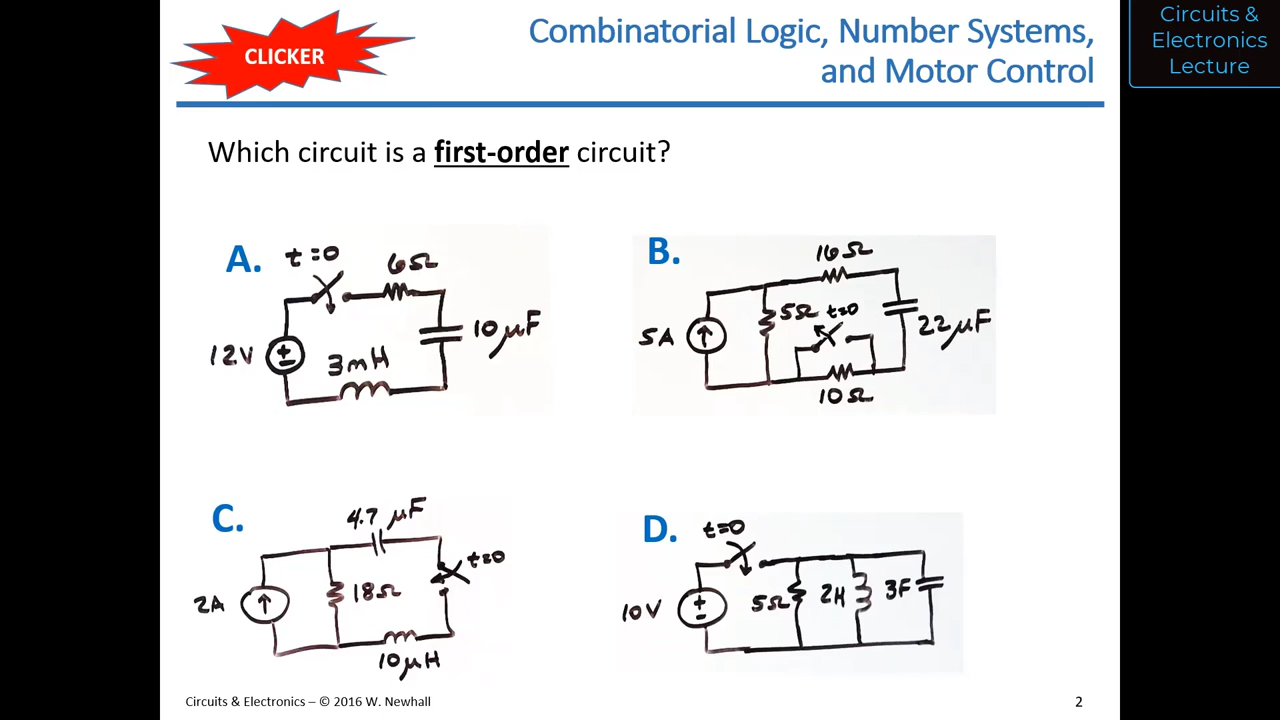 CLICKER
Combinatorial Logic, Number Systems,
and Motor Control
Circuits &
Electronics
Lecture
Which circuit is a first-order circuit?
A.
t=0
6Ω
12V
3mH
10μF
B.
16Ω
5A
5Ω
t=0
22μF
10Ω
C.
4.7 μF
t=0
2A
18Ω
10μH
D.
t=0
10V
5Ω
2H
3F
Circuits & Electronics – © 2016 W. Newhall
2